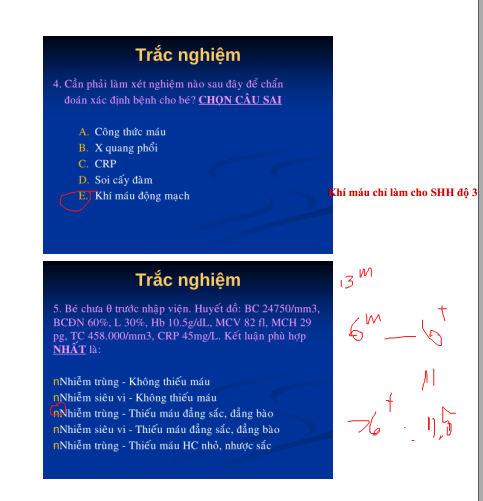 Trắc nghiệm
4. Cần phải làm xét nghiệm nào sau đây để chẩn
đoán xác định bệnh cho bé? CHỌN CÂU SAI
A. Công thức máu
B. X quang phổi
C. CRP
D. Soi cấy đàm
E. Khí máu động mạch
Khí máu chỉ làm cho SHH độ 3
Trắc nghiệm
5. Bé chưa θ trước nhập viện. Huyết đồ: BC 24750/mm3,
BCĐN 60%, L 30%, Hb 10.5g/dL, MCV 82 fl, MCH 29
pg, TC 458.000/mm3, CRP 45mg/L. Kết luận phù hợp
NHẤT là:
nNhiễm trùng - Không thiếu máu
nNhiễm siêu vi - Không thiếu máu
nNhiễm trùng - Thiếu máu đẳng sắc, đẳng bào
nNhiễm siêu vi - Thiếu máu đẳng sắc, đẳng bào
nNhiễm trùng - Thiếu máu HC nhỏ, nhược sắc
13 m
6 m — 6 t
11
>6 t : 11.5